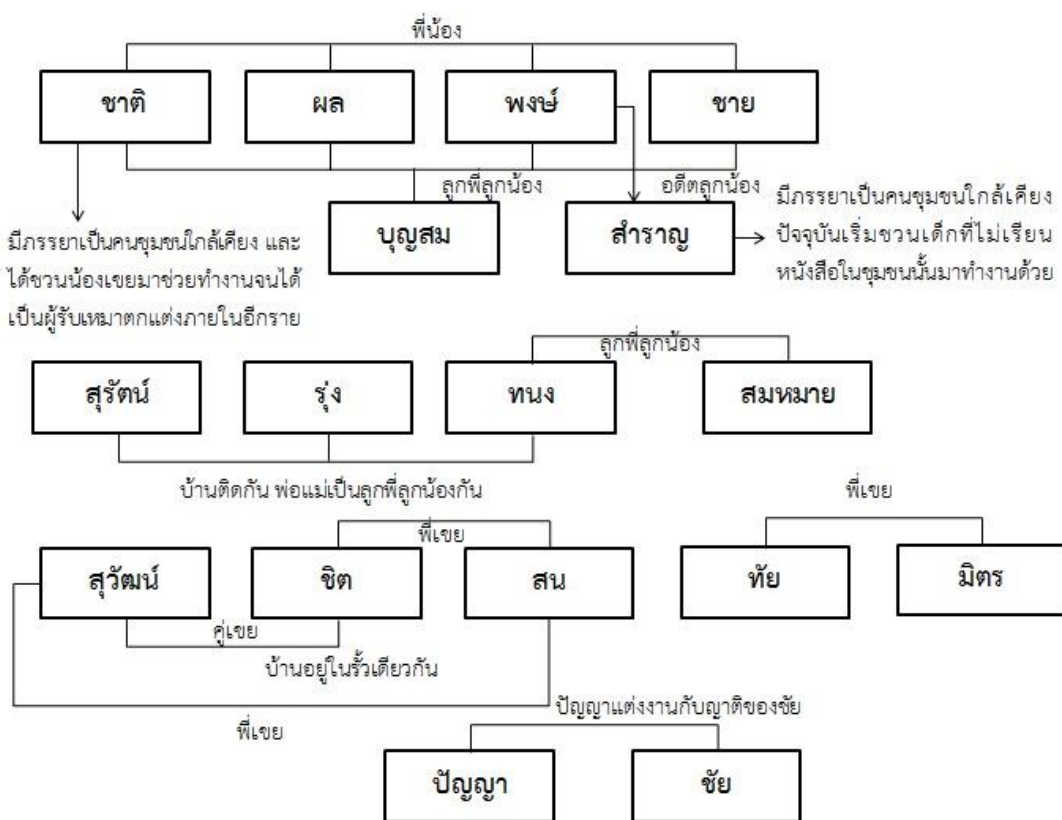 พี่น้อง
ชาติ
ผล
พงษ์
ชาย
ลูกพี่ลูกน้อง
อดีตลูกน้อง
บุญสม
สำราญ
มีภรรยาเป็นคนชุมชนใกล้เคียง และ
ได้ชวนน้องเขยมาช่วยทำงานจนได้
เป็นผู้รับเหมาตกแต่งภายในอีกราย
มีภรรยาเป็นคนชุมชนใกล้เคียง
ปัจจุบันเริ่มชวนเด็กที่ไม่เรียน
หนังสือในชุมชนนั้นมาทำงานด้วย
ลูกพี่ลูกน้อง
สุรัตน์
รุ่ง
ทนง
สมหมาย
บ้านติดกัน พ่อแม่เป็นลูกพี่ลูกน้องกัน
พี่เขย
พี่เขย
สุวัฒน์
ชิต
สน
ทัย
มิตร
คู่เขย
บ้านอยู่ในรั้วเดียวกัน
พี่เขย
ปัญญาแต่งงานกับญาติของชัย
ปัญญา
ชัย